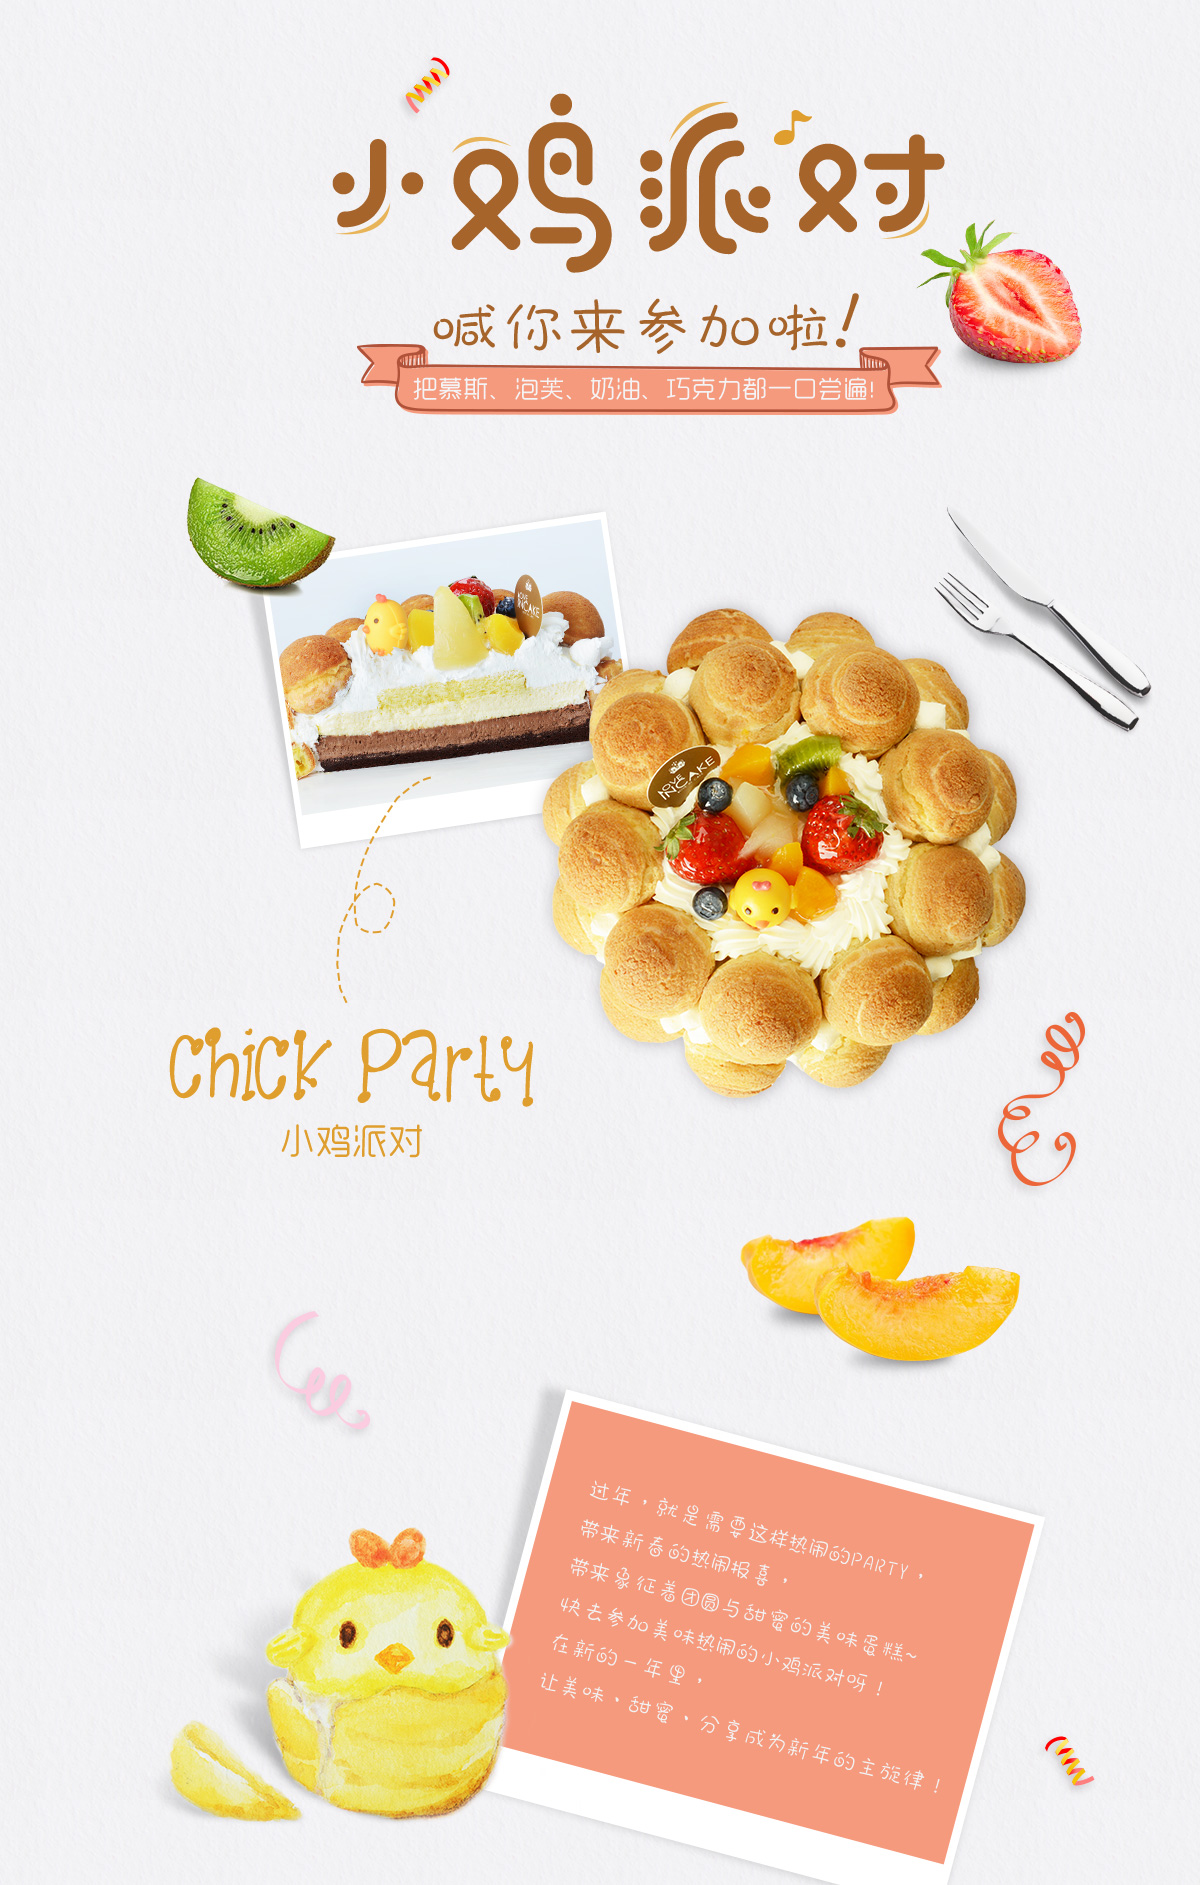 小鸡派对
喊你来参加啦!
把慕斯、泡芙、奶油、巧克力都一口尝遍!
LOVE
INCAKE
LOVE
INCAKE
Chick Party
小鸡派对
过年，就是需要这样热闹的PARTY，
带来新春的热闹报喜，
带来象征着团圆与甜蜜的美味蛋糕~
快去参加美味热闹的小鸡派对呀！
在新的一年里，
让美味、甜蜜、分享成为新年的主旋律！